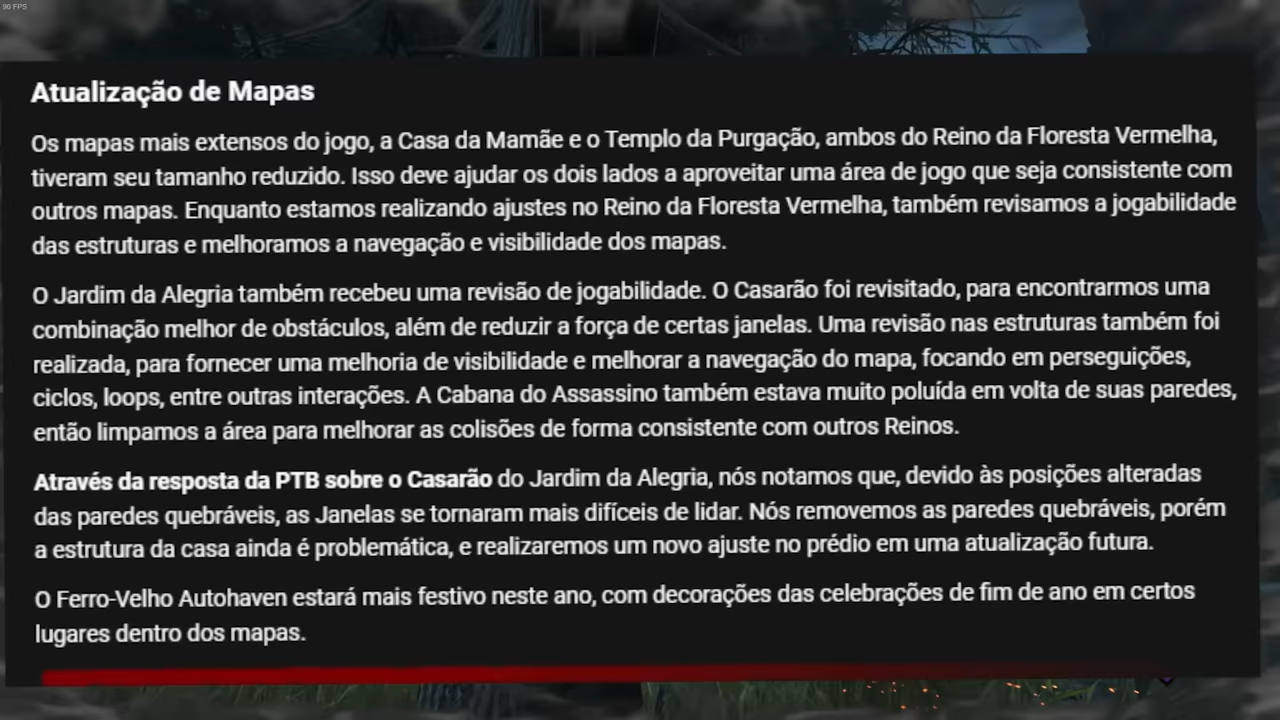 90 FPS
Atualização de Mapas
Os mapas mais extensos do jogo, a Casa da Mamãe e o Templo da Purgação, ambos do Reino da Floresta Vermelha,
tiveram seu tamanho reduzido. Isso deve ajudar os dois lados a aproveitar uma área de jogo que seja consistente com
outros mapas. Enquanto estamos realizando ajustes no Reino da Floresta Vermelha, também revisamos a jogabilidade
das estruturas e melhoramos a navegação e visibilidade dos mapas.
O Jardim da Alegria também recebeu uma revisão de jogabilidade. O Casarão foi revisitado, para encontrarmos uma
combinação melhor de obstáculos, além de reduzir a força de certas janelas. Uma revisão nas estruturas também foi
realizada, para fornecer uma melhoria de visibilidade e melhorar a navegação do mapa, focando em perseguições,
ciclos, loops, entre outras interações. A Cabana do Assassino também estava muito poluída em volta de suas paredes,
então limpamos a área para melhorar as colisões de forma consistente com outros Reinos.
Através da resposta da PTB sobre o Casarão do Jardim da Alegria, nós notamos que, devido às posições alteradas
das paredes quebráveis, as Janelas se tornaram mais difíceis de lidar. Nós removemos as paredes quebráveis, porém
a estrutura da casa ainda é problemática, e realizaremos um novo ajuste no prédio em uma atualização futura.
O Ferro-Velho Autohaven estará mais festivo neste ano, com decorações das celebrações de fim de ano em certos
lugares dentro dos mapas.